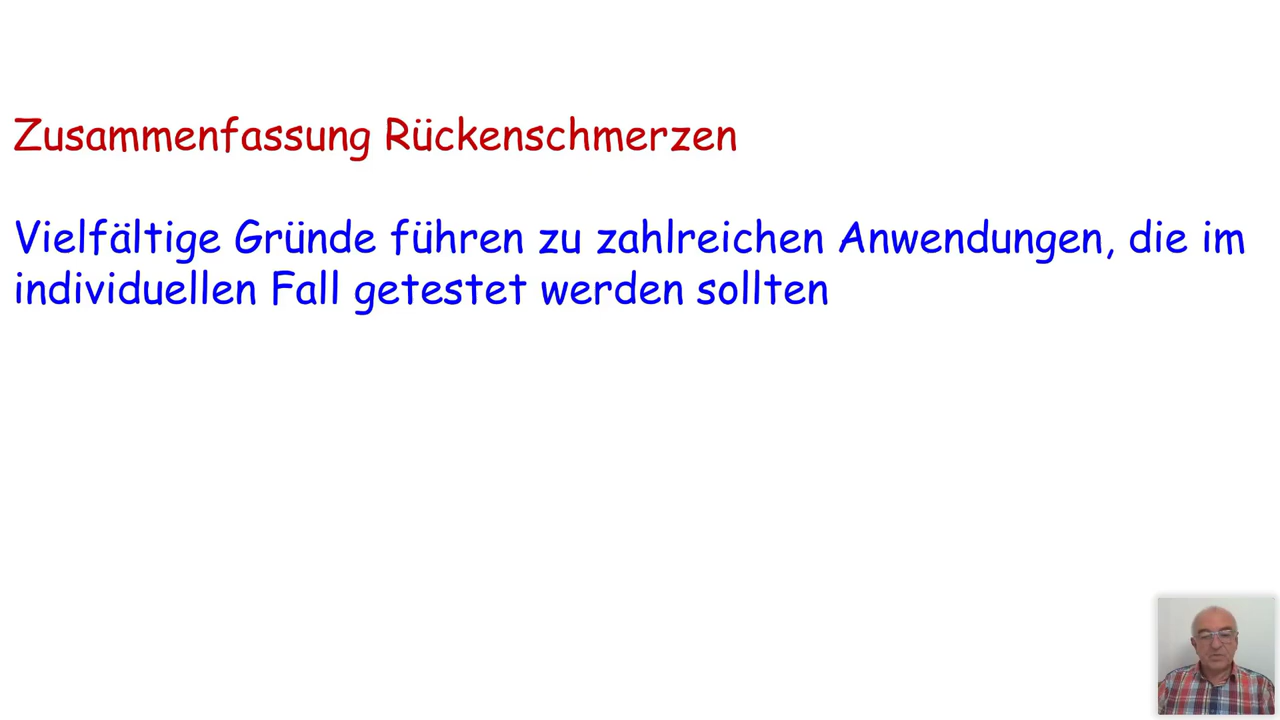 Zusammenfassung Rückenschmerzen
Vielfältige Gründe führen zu zahlreichen Anwendungen, die im
individuellen Fall getestet werden sollten